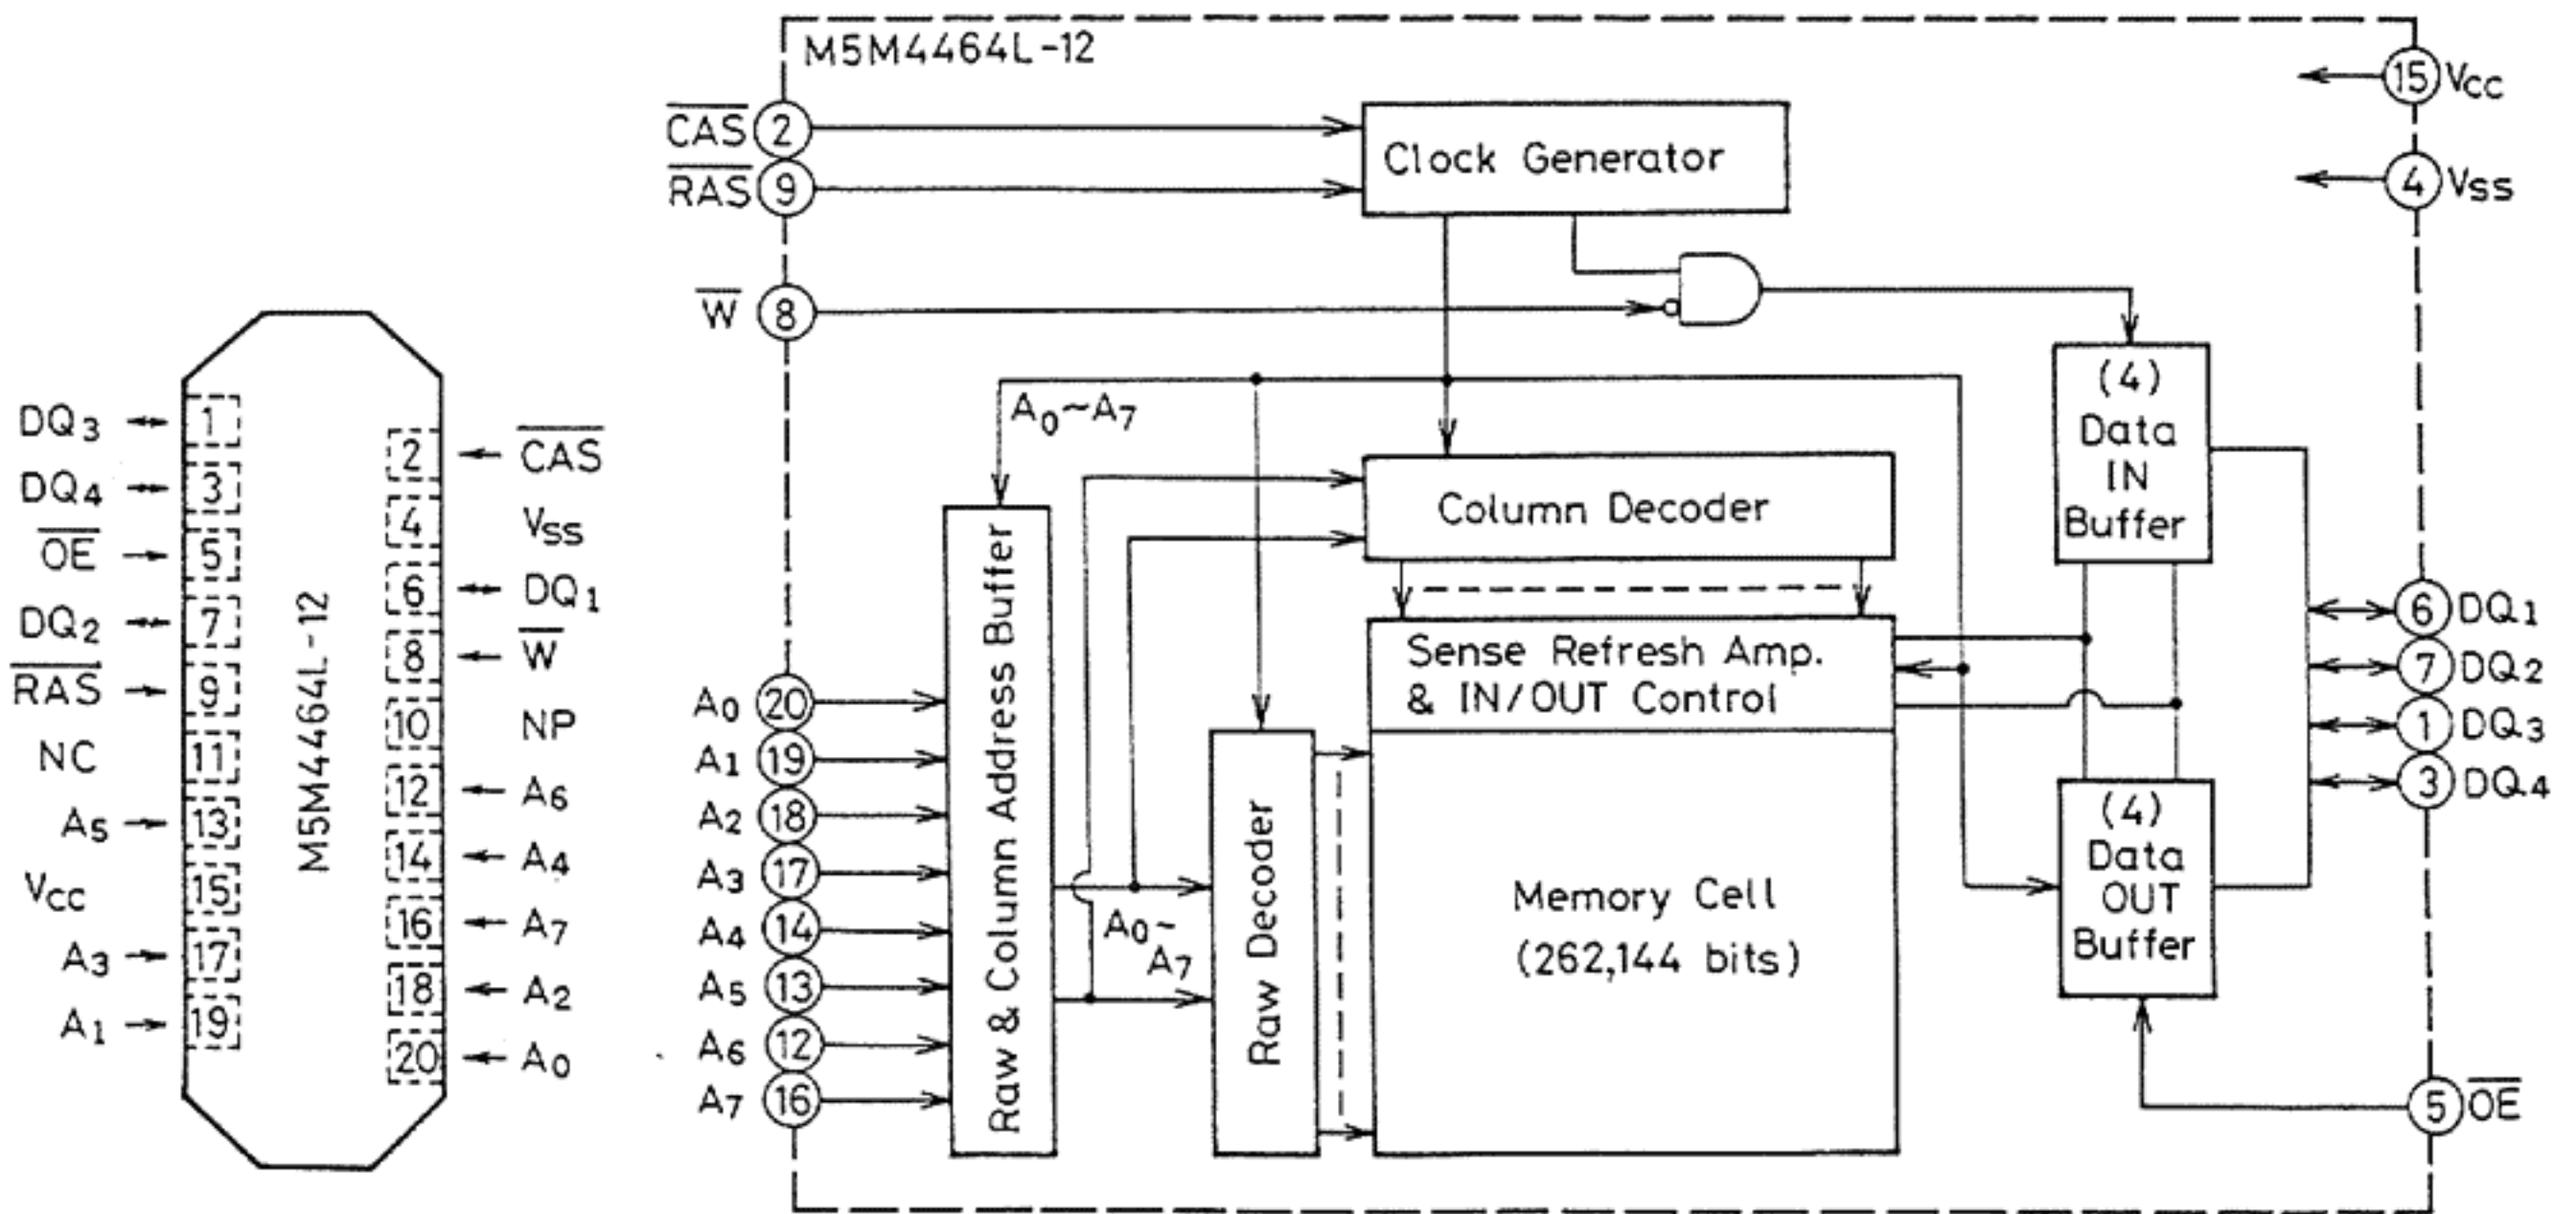 DQ3
DQ4
OE
DQ2
RAS
NC
A5
VCC
A3
A1
1
3
5
7
9
11
13
15
17
19
M5M4464L-12
2
4
6
8
10
12
14
16
18
20
CAS
VSS
DQ1
W
NP
A6
A4
A7
A2
A0
M5M4464L-12
CAS 2
RAS 9
W 8
A0 20
A1 19
A2 18
A3 17
A4 14
A5 13
A6 12
A7 16
Clock Generator
A0~A7
Raw & Column Address Buffer
A0~
A7
Raw Decoder
Column Decoder
Sense Refresh Amp.
& IN/OUT Control
Memory Cell
(262,144 bits)
(4)
Data
IN
Buffer
(4)
Data
OUT
Buffer
15 VCC
4 VSS
6 DQ1
7 DQ2
1 DQ3
3 DQ4
5 OE